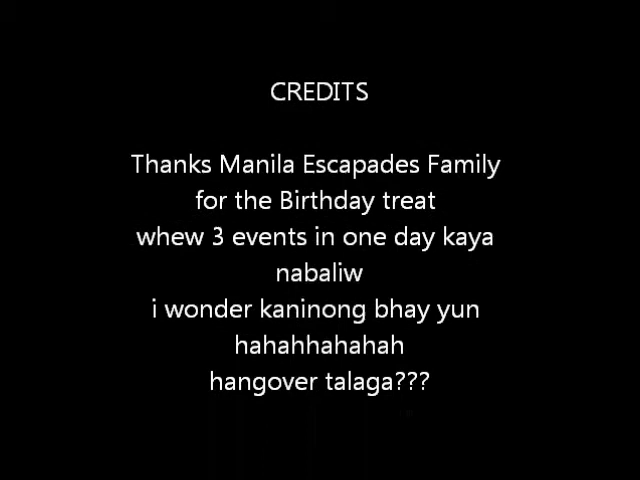 CREDITS
Thanks Manila Escapades Family
for the Birthday treat
whew 3 events in one day kaya
nabaliw
i wonder kaninong bhay yun
hahahhahahah
hangover talaga???